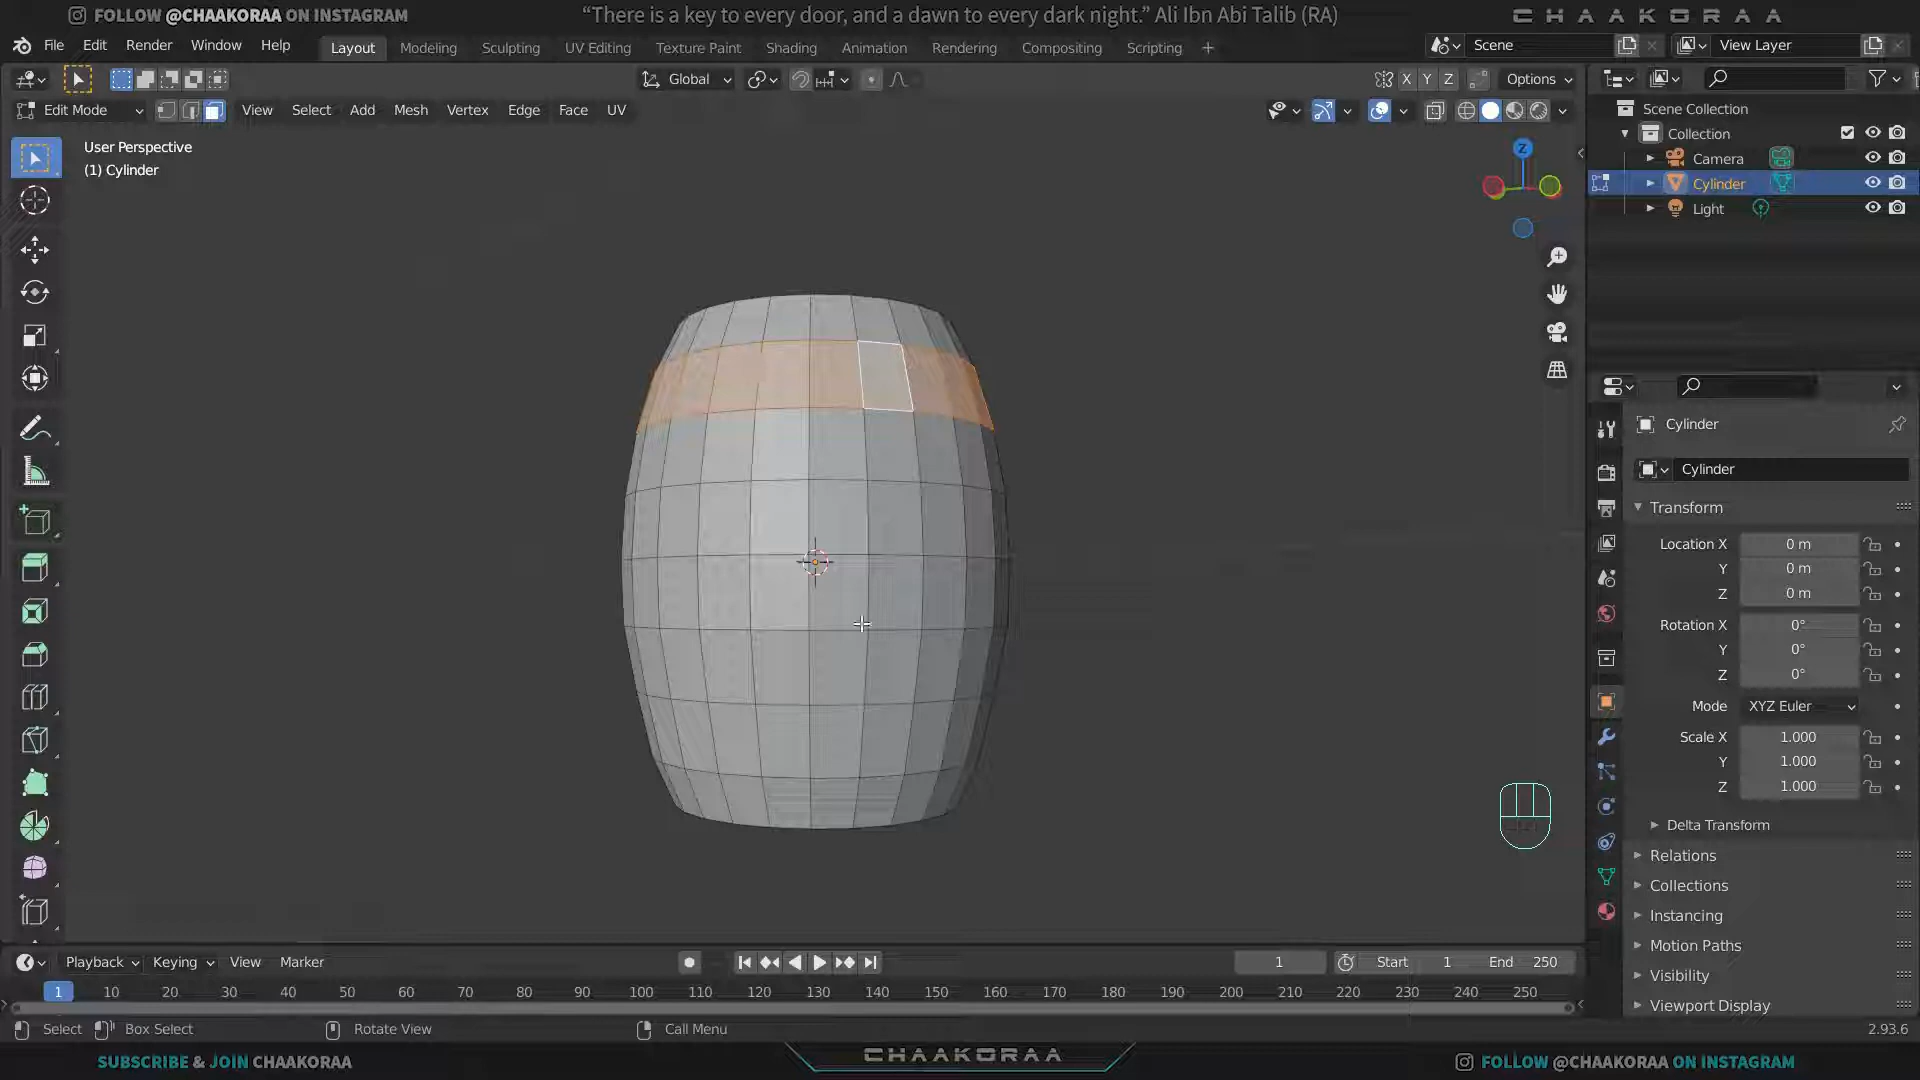 FOLLOW @CHAAKORAA ON INSTAGRAM
“There is a key to every door, and a dawn to every dark night.” Ali Ibn Abi Talib (RA)
CHAAKORAA
File Edit Render Window Help
Layout Modeling Sculpting UV Editing Texture Paint Shading Animation Rendering Compositing Scripting
Scene
View Layer
Global
X Y Z
Options
Edit Mode
View Select Add Mesh Vertex Edge Face UV
User Perspective
(1) Cylinder
Z
Scene Collection
Collection
Camera
Cylinder
Light
Cylinder
Cylinder
Transform
Location X 0 m
Y 0 m
Z 0 m
Rotation X 0°
Y 0°
Z 0°
Mode XYZ Euler
Scale X 1.000
Y 1.000
Z 1.000
Delta Transform
Relations
Collections
Instancing
Motion Paths
Visibility
Viewport Display
Playback Keying View Marker
1
Start 1 End 250
1 10 20 30 40 50 60 70 80 90 100 110 120 130 140 150 160 170 180 190 200 210 220 230 240 250
Select Box Select Rotate View Call Menu
2.93.6
SUBSCRIBE & JOIN CHAAKORAA
CHAAKORAA
FOLLOW @CHAAKORAA ON INSTAGRAM